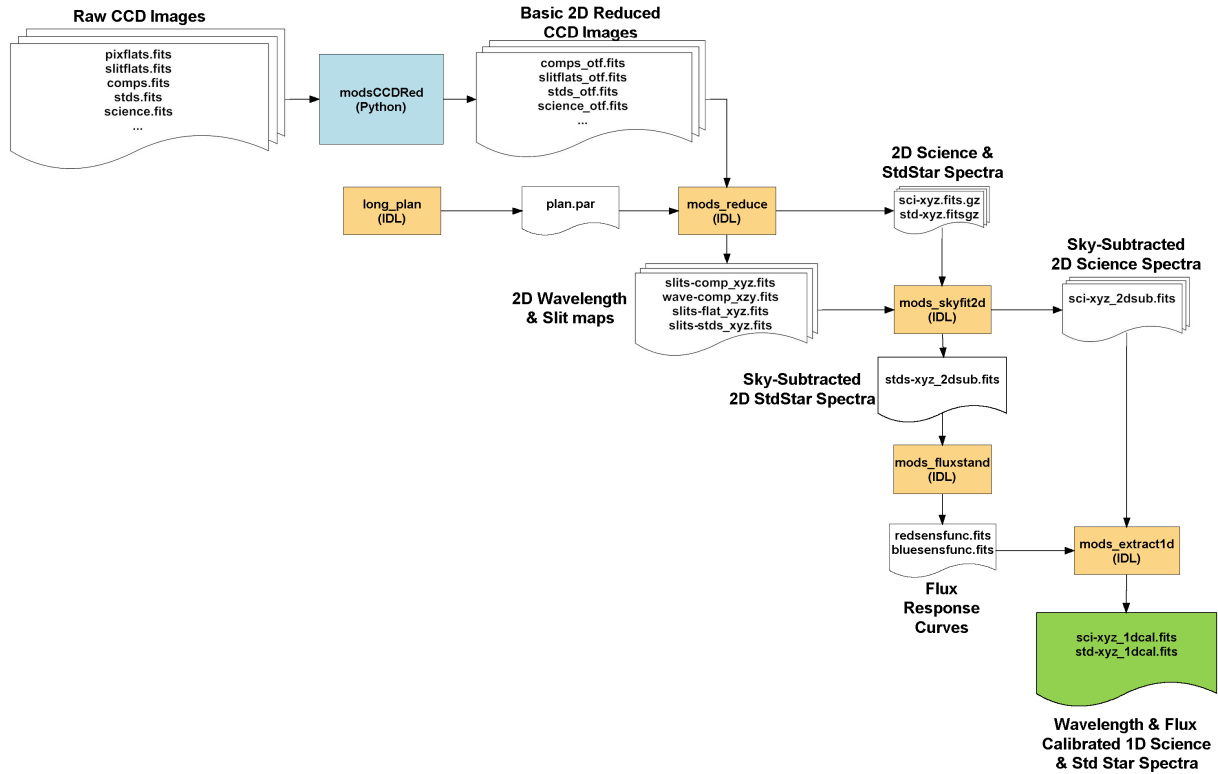 Raw CCD Images
pixflats.fits
slitflats.fits
comps.fits
stds.fits
science.fits
...
modsCCDRed
(Python)
Basic 2D Reduced
CCD Images
comps_otf.fits
slitflats_otf.fits
stds_otf.fits
science_otf.fits
...
long_plan
(IDL)
plan.par
mods_reduce
(IDL)
2D Science &
StdStar Spectra
sci-xyz.fits.gz
std-xyz.fitsgz
2D Wavelength
& Slit maps
slits-comp_xyz.fits
wave-comp_xzy.fits
slits-flat_xyz.fits
slits-stds_xyz.fits
mods_skyfit2d
(IDL)
Sky-Subtracted
2D Science Spectra
sci-xyz_2dsub.fits
Sky-Subtracted
2D StdStar Spectra
stds-xyz_2dsub.fits
mods_fluxstand
(IDL)
redsensfunc.fits
bluesensfunc.fits
Flux
Response
Curves
mods_extract1d
(IDL)
sci-xyz_1dcal.fits
std-xyz_1dcal.fits
Wavelength & Flux
Calibrated 1D Science
& Std Star Spectra